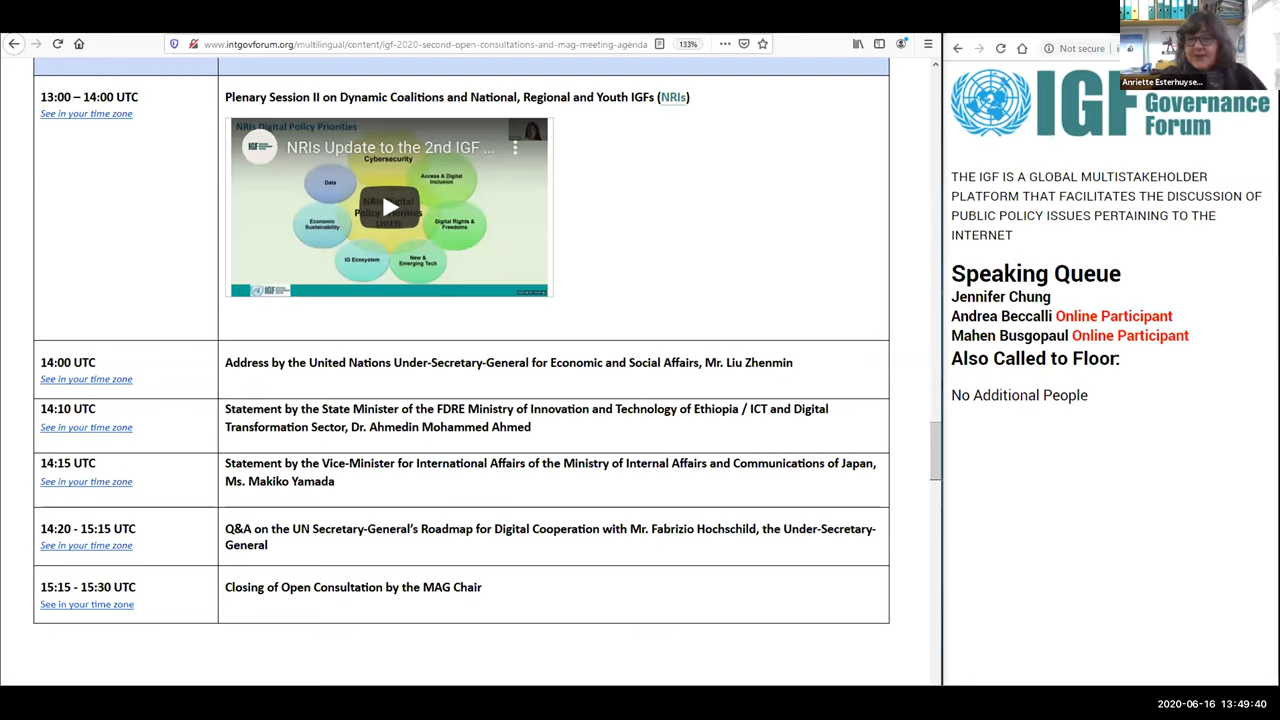 www.intgovforum.org/multilingual/content/igf-2020-second-open-consultations-and-mag-meeting-agenda
133%
13:00 – 14:00 UTC
See in your time zone
Plenary Session II on Dynamic Coalitions and National, Regional and Youth IGFs (NRIs)
NRIs Digital Policy Priorities
IGF
NRIs Update to the 2nd IGF ...
Cybersecurity
Data
Access & Digital
Inclusion
NRIs Digital
Policy Priorities
Economic
Sustainability
Digital Rights &
Freedoms
IG Ecosystem
New &
Emerging Tech
IGF
14:00 UTC
See in your time zone
Address by the United Nations Under-Secretary-General for Economic and Social Affairs, Mr. Liu Zhenmin
14:10 UTC
See in your time zone
Statement by the State Minister of the FDRE Ministry of Innovation and Technology of Ethiopia / ICT and Digital
Transformation Sector, Dr. Ahmedin Mohammed Ahmed
14:15 UTC
See in your time zone
Statement by the Vice-Minister for International Affairs of the Ministry of Internal Affairs and Communications of Japan,
Ms. Makiko Yamada
14:20 - 15:15 UTC
See in your time zone
Q&A on the UN Secretary-General’s Roadmap for Digital Cooperation with Mr. Fabrizio Hochschild, the Under-Secretary-
General
15:15 - 15:30 UTC
See in your time zone
Closing of Open Consultation by the MAG Chair
Not secure
Anriette Esterhuyse...
IGF
Governance
Forum
THE IGF IS A GLOBAL MULTISTAKEHOLDER
PLATFORM THAT FACILITATES THE DISCUSSION OF
PUBLIC POLICY ISSUES PERTAINING TO THE
INTERNET
Speaking Queue
Jennifer Chung
Andrea Beccalli Online Participant
Mahen Busgopaul Online Participant
Also Called to Floor:
No Additional People
2020-06-16 13:49:40